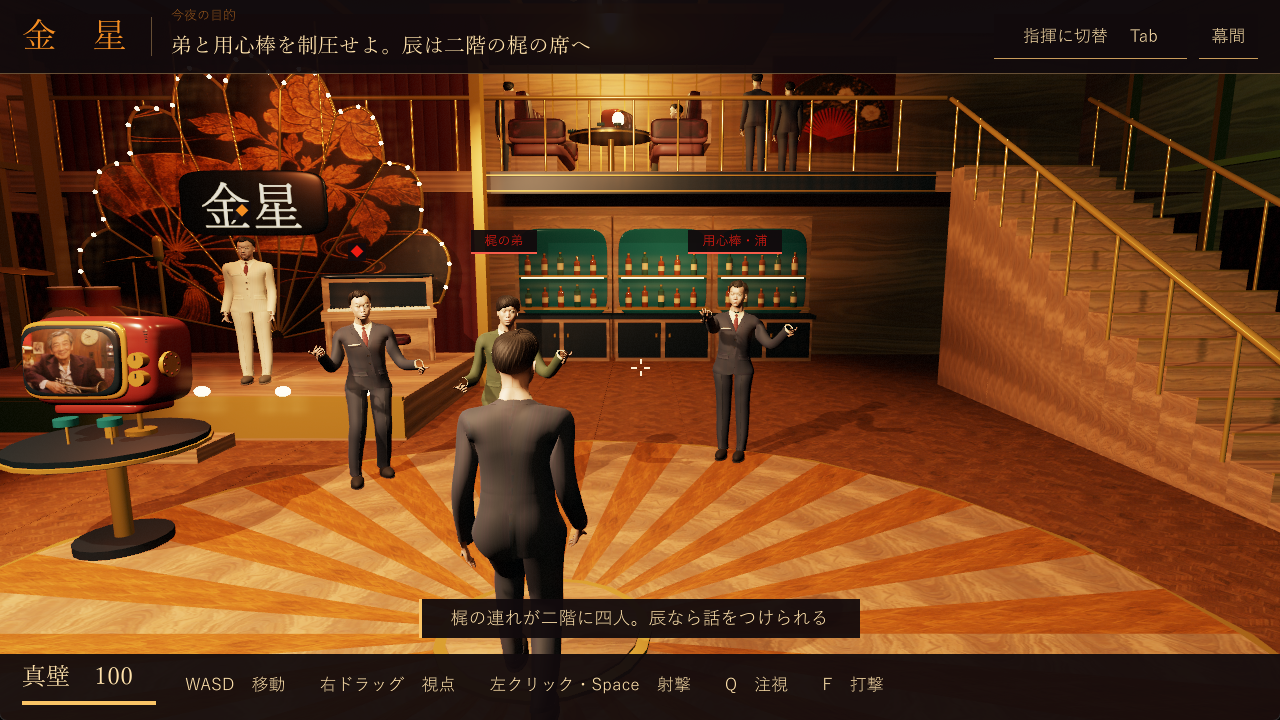 金 星
今夜の目的
弟と用心棒を制圧せよ。辰は二階の梶の席へ
指揮に切替 Tab
幕間
金星
梶の弟
用心棒・浦
梶の連れが二階に四人。辰なら話をつけられる
真壁 100
WASD 移動 右ドラッグ 視点 左クリック・Space 射撃 Q 注視 F 打撃